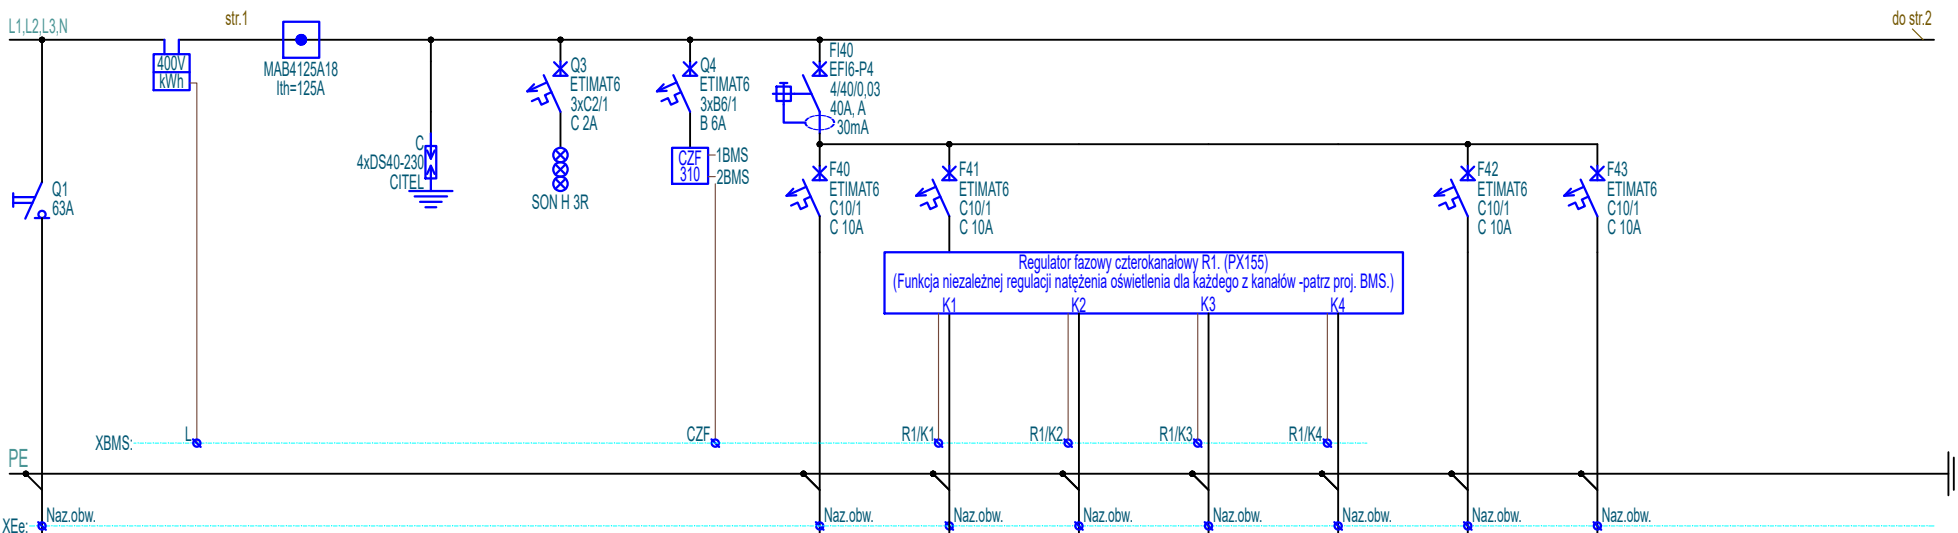 L1,L2,L3,N
str.1
do str.2
400V
kWh
MAB4125A18
Ith=125A
Q1
63A
C
4xDS40-230
CITEL
Q3
ETIMAT6
3xC2/1
C 2A
SON H 3R
Q4
ETIMAT6
3xB6/1
B 6A
CZF
310
1BMS
2BMS
FI40
EFI6-P4
4/40/0,03
40A, A
30mA
F40
ETIMAT6
C10/1
C 10A
F41
ETIMAT6
C10/1
C 10A
F42
ETIMAT6
C10/1
C 10A
F43
ETIMAT6
C10/1
C 10A
Regulator fazowy czterokanałowy R1. (PX155)
(Funkcja niezależnej regulacji natężenia oświetlenia dla każdego z kanałów -patrz proj. BMS.)
K1
K2
K3
K4
XBMS:
L
CZF
R1/K1
R1/K2
R1/K3
R1/K4
PE
XEe:
Naz.obw.
Naz.obw.
Naz.obw.
Naz.obw.
Naz.obw.
Naz.obw.
Naz.obw.
Naz.obw.